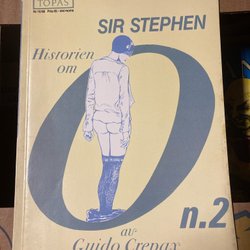 TOPAS
SIR STEPHEN
Historien om
O
n.2
av
Guido Crepax